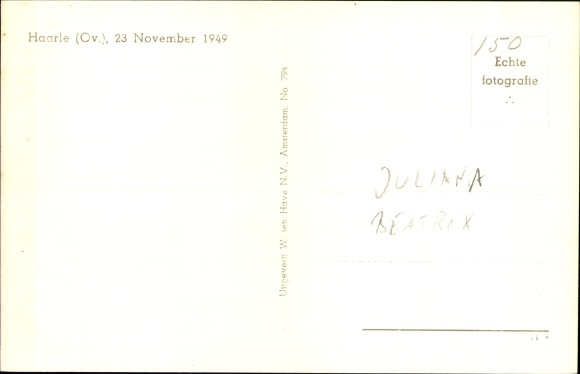 Haarle (Ov.), 23 November 1949
150
Echte
fotografie
Uitgeverij W. ten Have N.V., Amsterdam. No. 794
JULIANA
BEATRIX